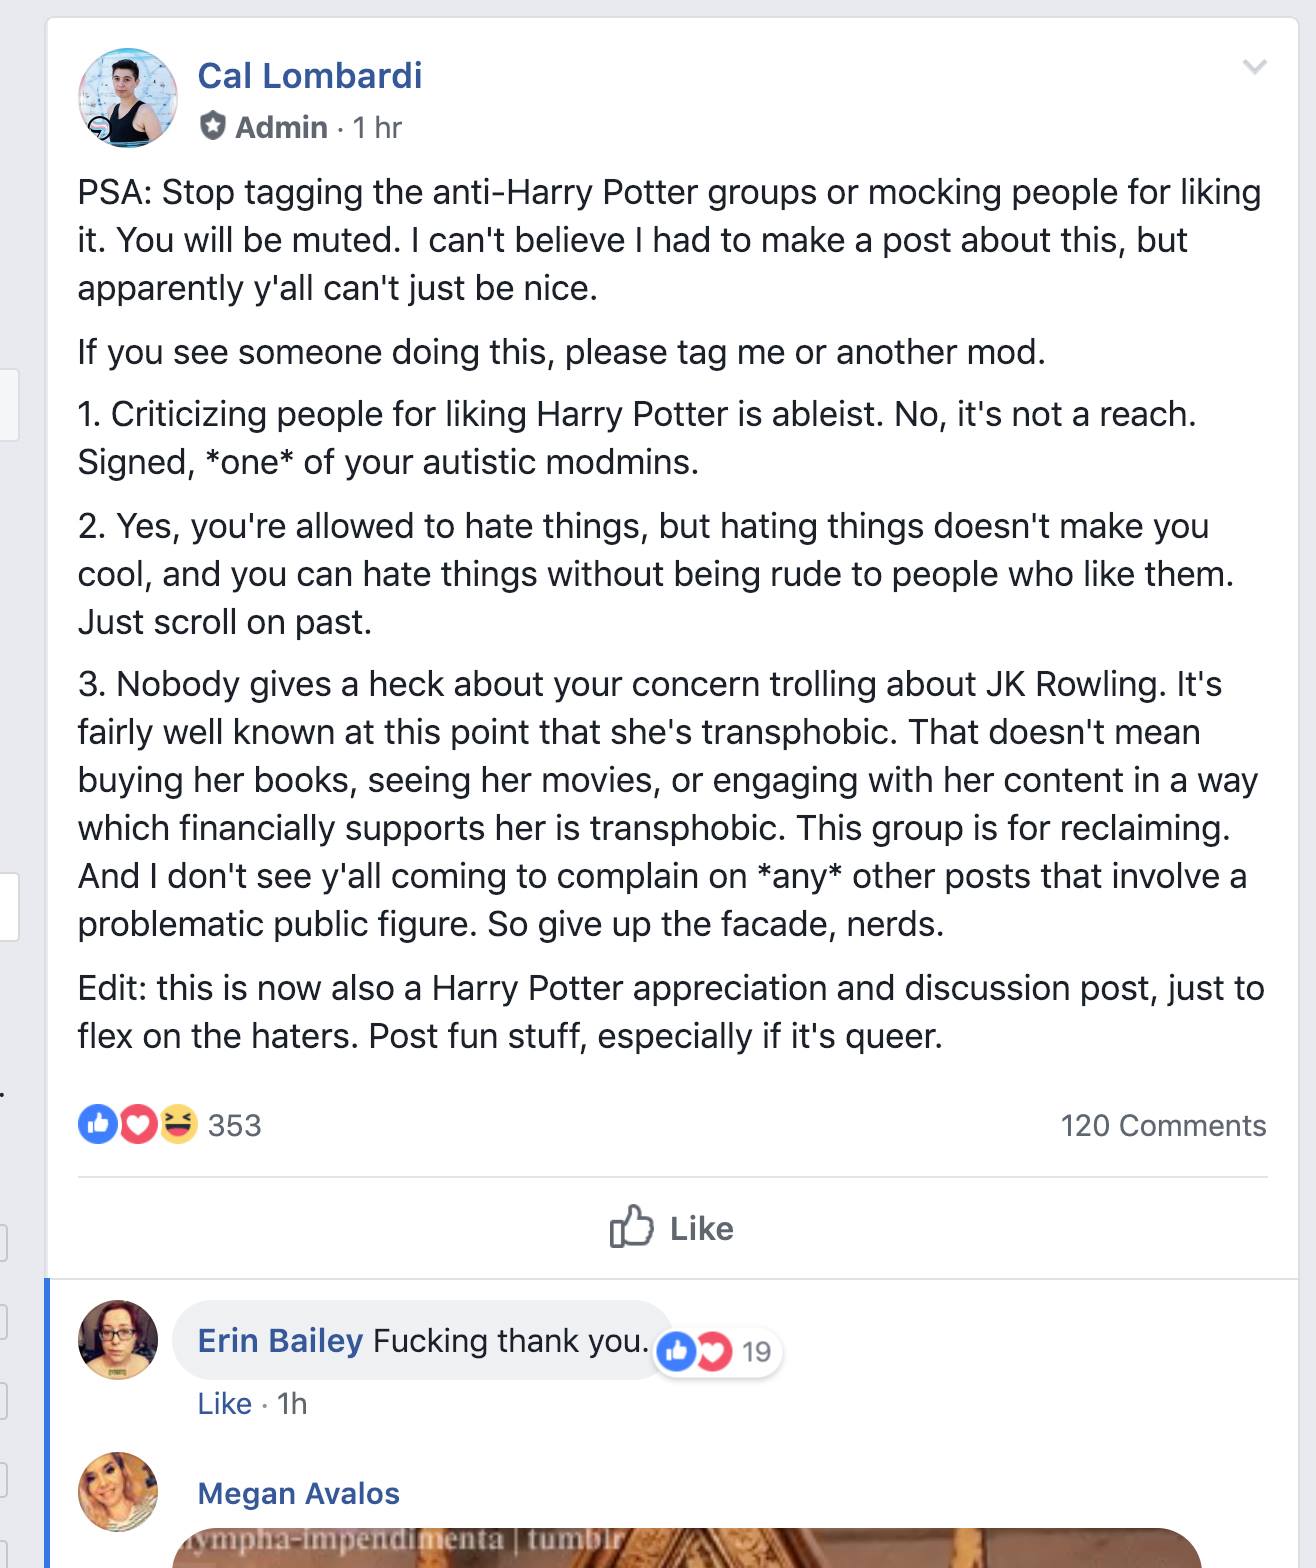 Cal Lombardi
Admin · 1 hr
PSA: Stop tagging the anti-Harry Potter groups or mocking people for liking
it. You will be muted. I can't believe I had to make a post about this, but
apparently y'all can't just be nice.
If you see someone doing this, please tag me or another mod.
1. Criticizing people for liking Harry Potter is ableist. No, it's not a reach.
Signed, *one* of your autistic modmins.
2. Yes, you're allowed to hate things, but hating things doesn't make you
cool, and you can hate things without being rude to people who like them.
Just scroll on past.
3. Nobody gives a heck about your concern trolling about JK Rowling. It's
fairly well known at this point that she's transphobic. That doesn't mean
buying her books, seeing her movies, or engaging with her content in a way
which financially supports her is transphobic. This group is for reclaiming.
And I don't see y'all coming to complain on *any* other posts that involve a
problematic public figure. So give up the facade, nerds.
Edit: this is now also a Harry Potter appreciation and discussion post, just to
flex on the haters. Post fun stuff, especially if it's queer.
353
120 Comments
Like
Erin Bailey Fucking thank you.
19
Like · 1h
Megan Avalos
ympha-impendimenta | tumblr